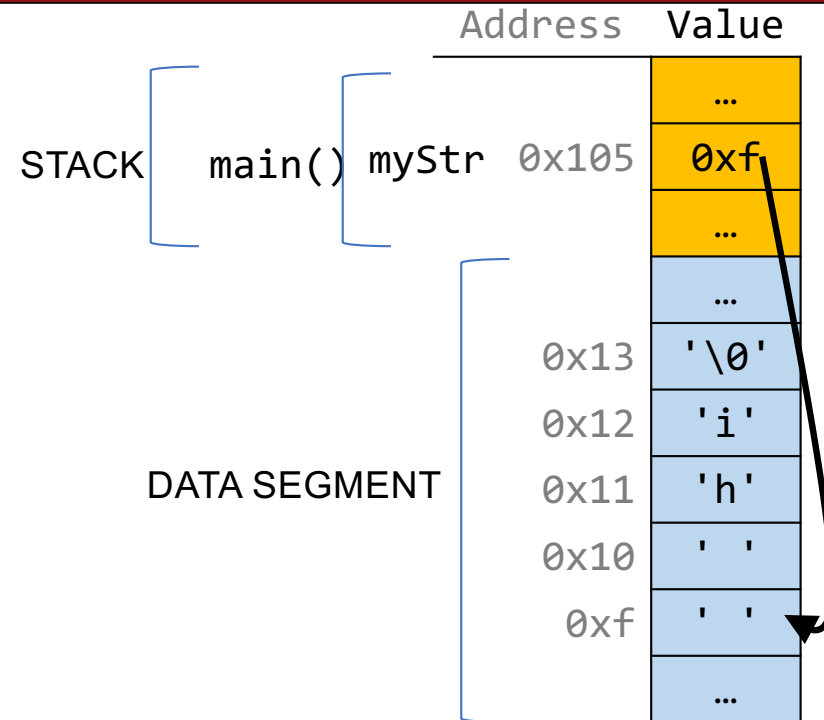 Address Value
…
STACK main() myStr 0x105 0xf
…
…
0x13 '\0'
0x12 'i'
DATA SEGMENT 0x11 'h'
0x10 ' '
0xf ' '
…